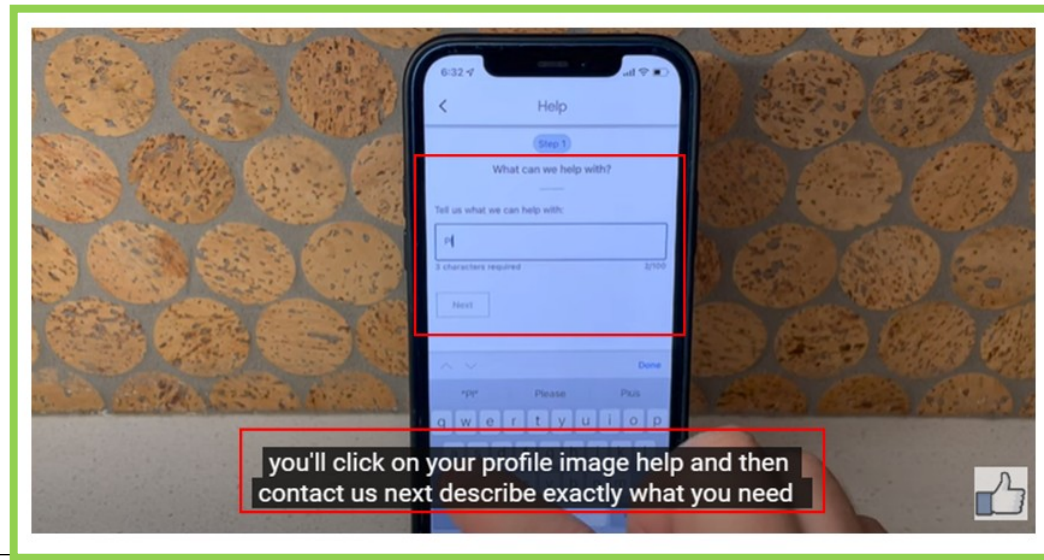 6:32
Help
Step 1
What can we help with?
Tell us what we can help with:
Pl
3 characters required 2/100
Next
Done
"Pl" Please Plus
q w e r t y u i o p
you'll click on your profile image help and then
contact us next describe exactly what you need